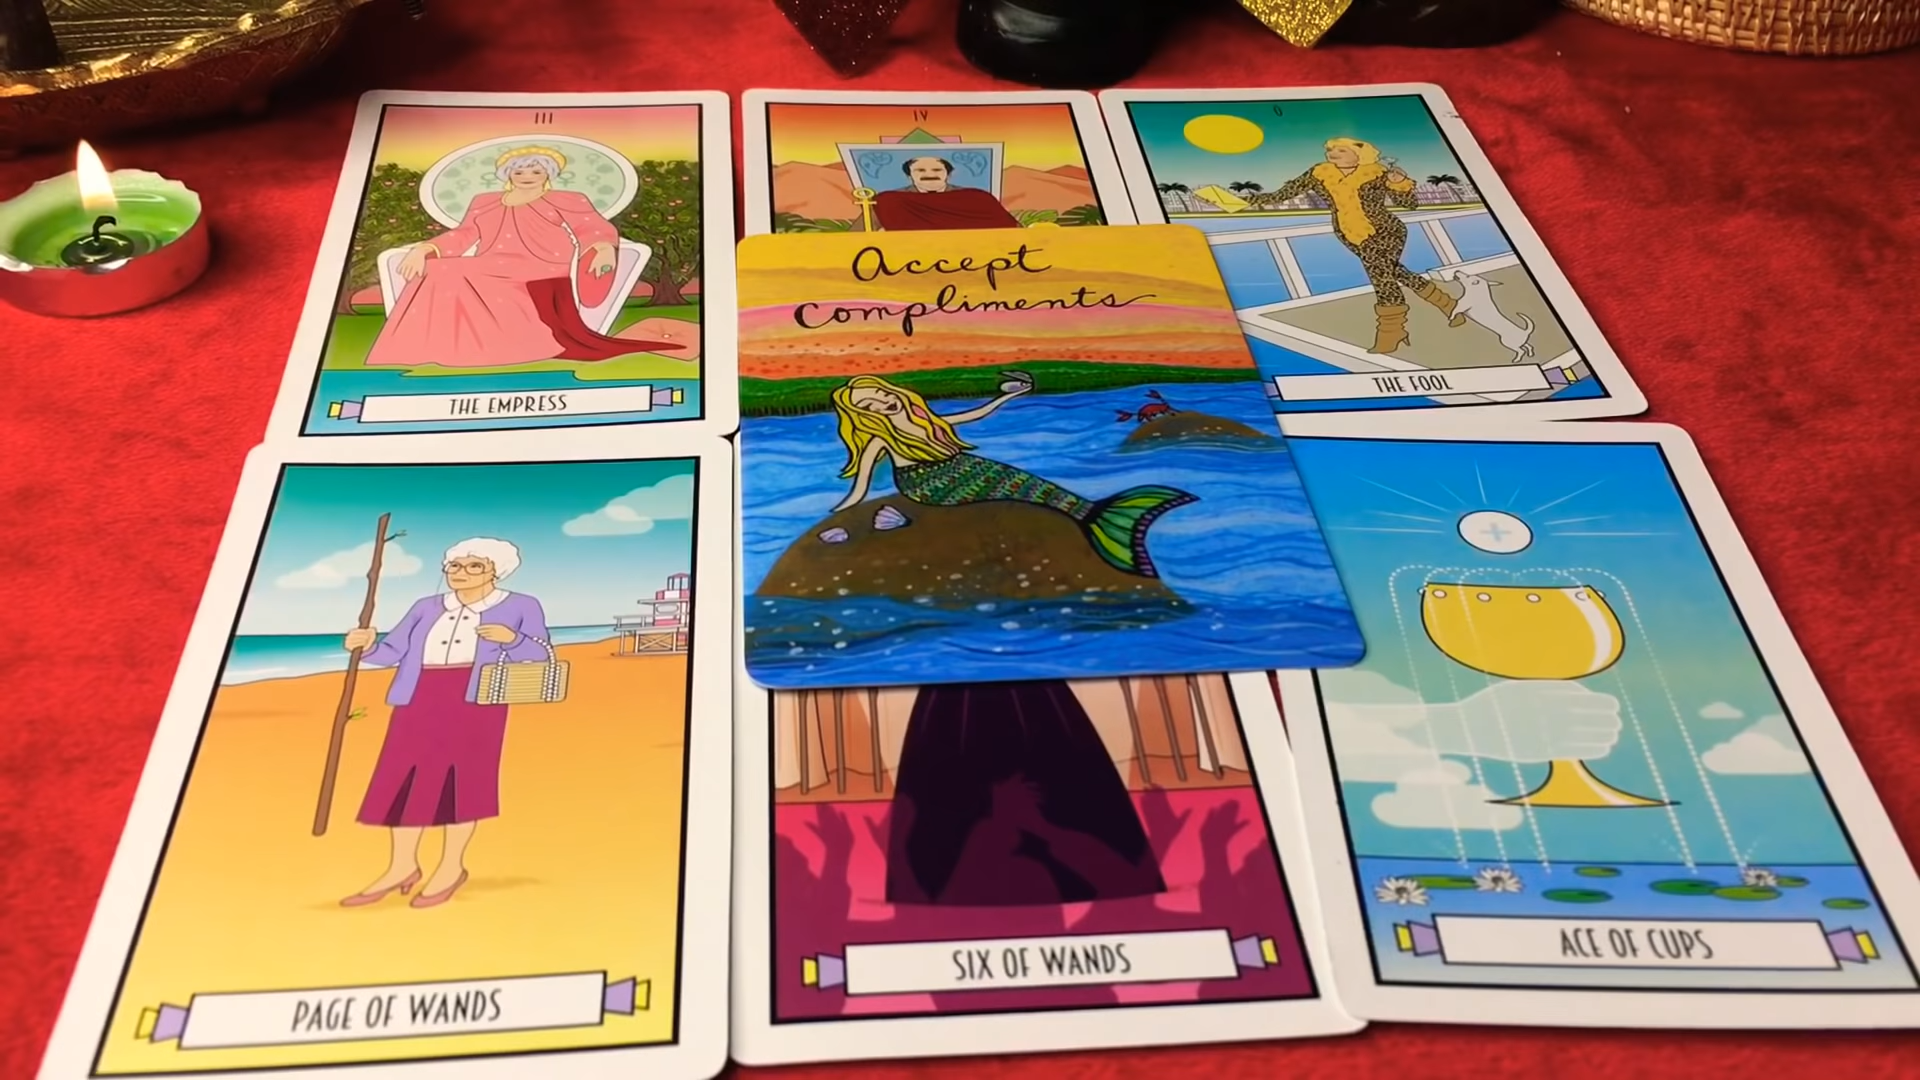 III
IV
0
Accept
compliments
THE EMPRESS
THE FOOL
PAGE OF WANDS
SIX OF WANDS
ACE OF CUPS